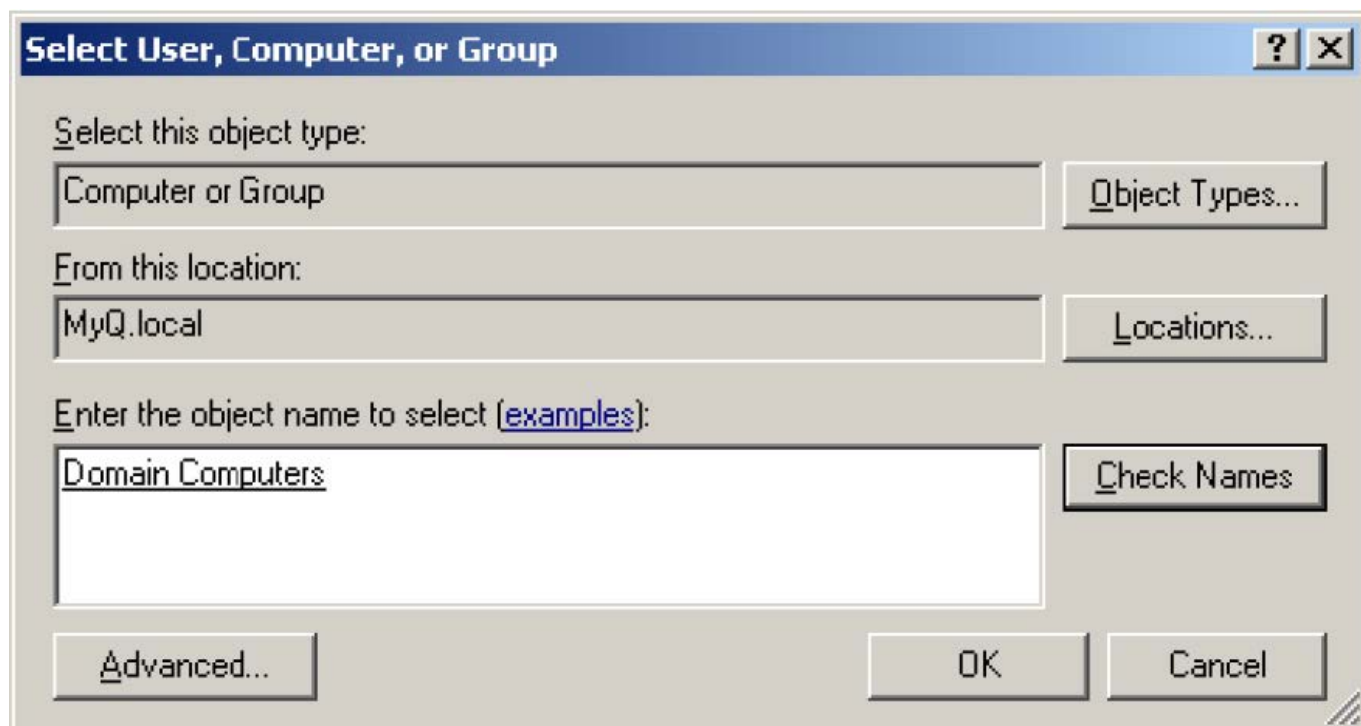 Select User, Computer, or Group
Select this object type:
Computer or Group
Object Types...
From this location:
MyQ.local
Locations...
Enter the object name to select (examples):
Domain Computers
Check Names
Advanced...
OK
Cancel